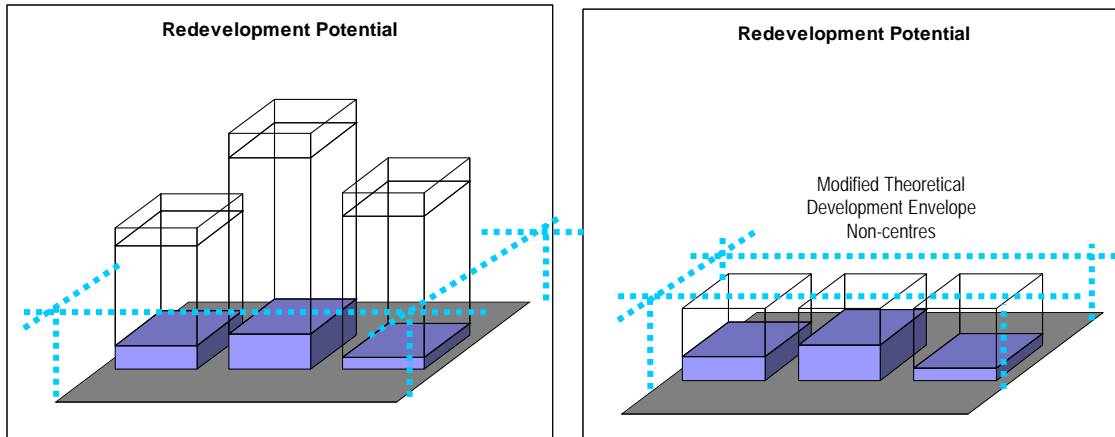 Redevelopment Potential
Redevelopment Potential
Modified Theoretical
Development Envelope
Non-centres